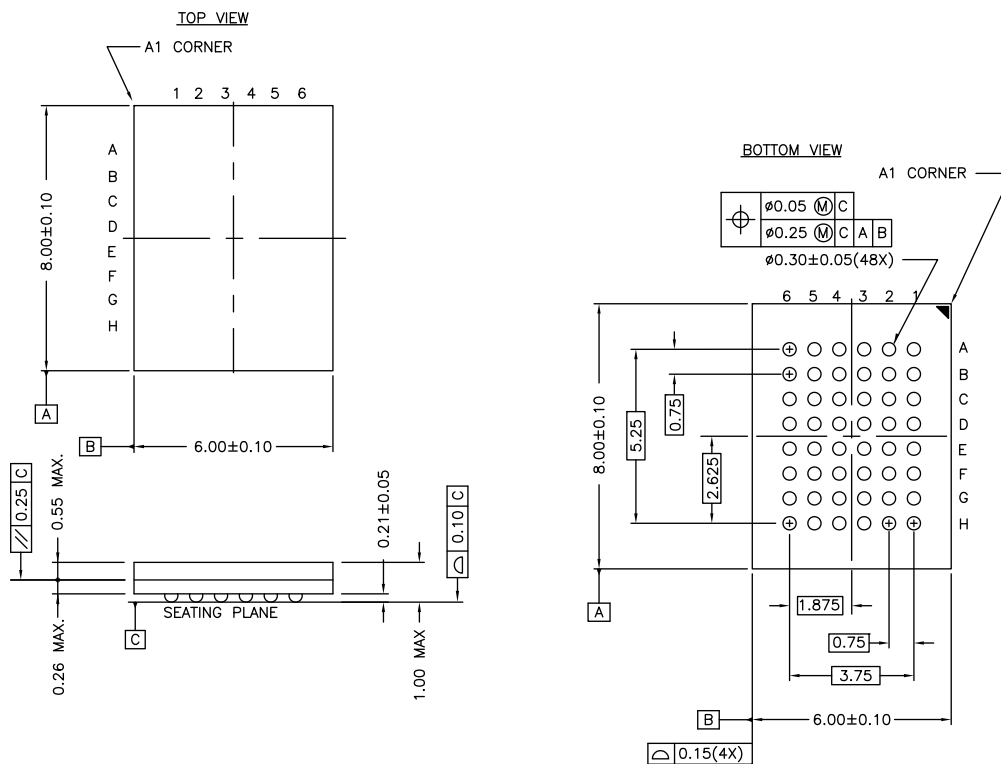 TOP VIEW
A1 CORNER
1 2 3 4 5 6
A
B
C
D
E
F
G
H
8.00±0.10
A
B
6.00±0.10
// 0.25 C
0.55 MAX.
0.21±0.05
⌓ 0.10 C
SEATING PLANE
C
0.26 MAX.
1.00 MAX
BOTTOM VIEW
A1 CORNER
⌖ ø0.05 Ⓜ C
ø0.25 Ⓜ C A B
ø0.30±0.05(48X)
6 5 4 3 2 1
A
B
C
D
E
F
G
H
8.00±0.10
5.25
0.75
2.625
A
1.875
0.75
3.75
B
6.00±0.10
⌓ 0.15(4X)